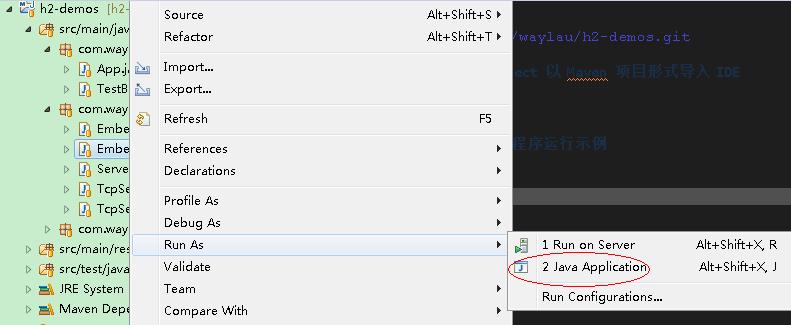 h2-demos [h2-
src/main/java
com.way
App.ja
TestB
com.way
Embe
Embe
Serve
TcpSe
TcpSe
com.way
src/main/res
src/test/java
JRE System
Maven Depe
Source Alt+Shift+S
Refactor Alt+Shift+T
Import...
Export...
Refresh F5
References
Declarations
Profile As
Debug As
Run As
Validate
Team
Compare With
/waylau/h2-demos.git
ect 以 Maven 项目形式导入 IDE
程序运行示例
1 Run on Server Alt+Shift+X, R
2 Java Application Alt+Shift+X, J
Run Configurations...